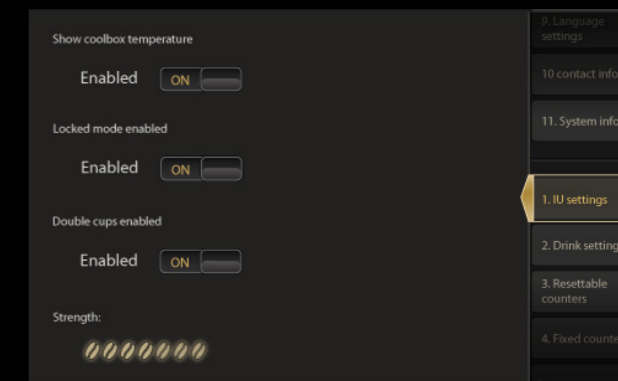 Show coolbox temperature
Enabled ON
Locked mode enabled
Enabled ON
Double cups enabled
Enabled ON
Strength:
9. Language
settings
10 contact info
11. System info
1. IU settings
2. Drink setting
3. Resettable
counters
4. Fixed counte